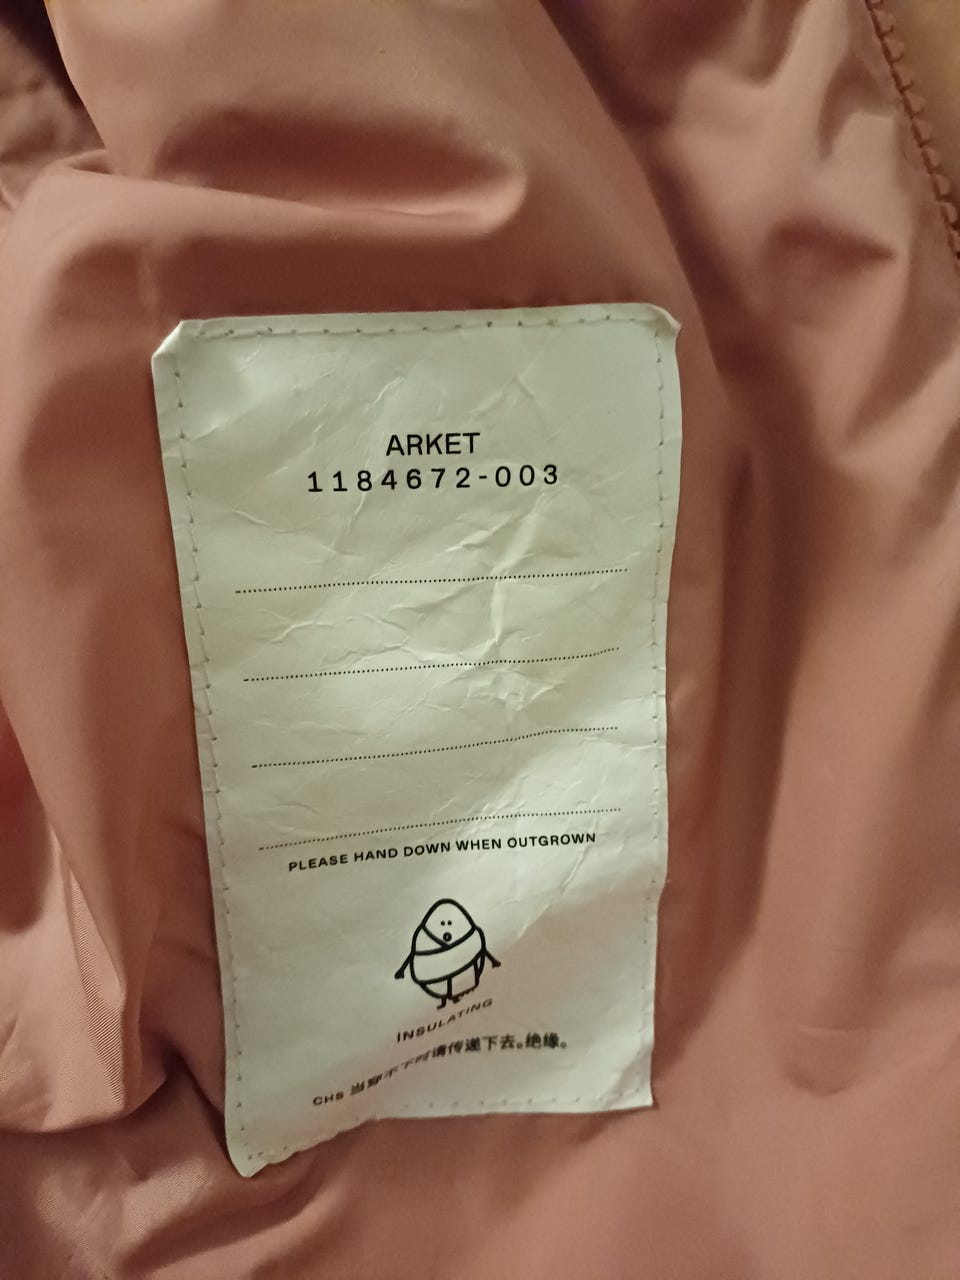 ARKET
1184672-003
PLEASE HAND DOWN WHEN OUTGROWN
INSULATING
CHS 当穿不下时请传递下去。绝缘。